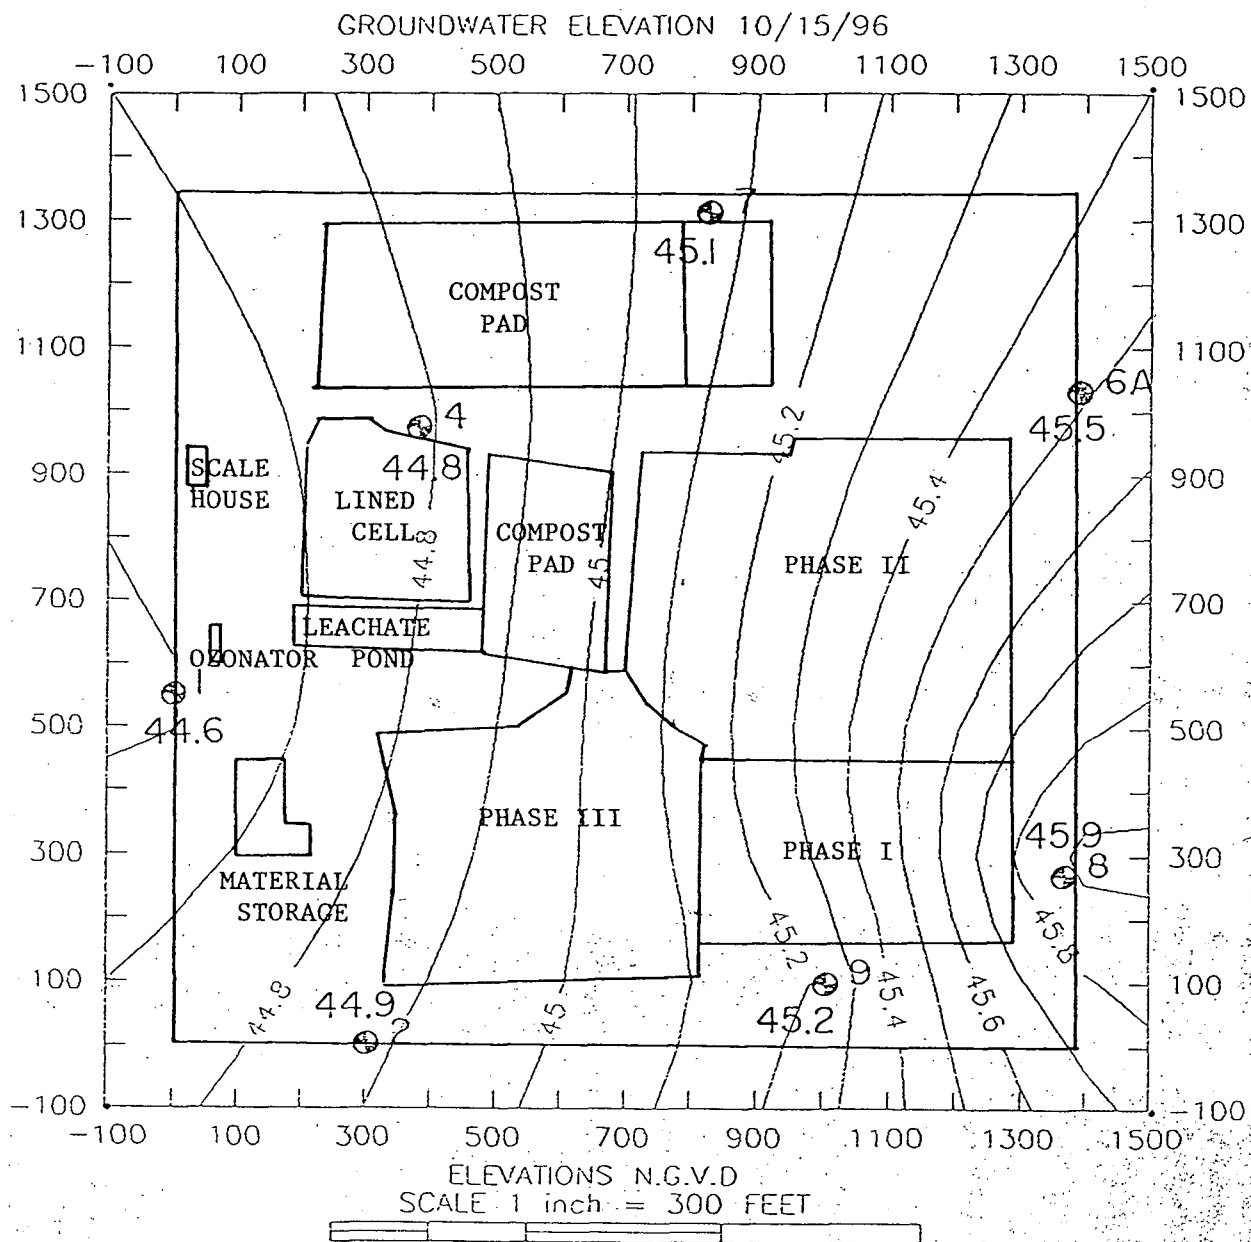 GROUNDWATER ELEVATION 10/15/96
-100 100 300 500 700 900 1100 1300 1500
1500 1500
1300 1300
45.1
COMPOST
PAD
1100 1100
6A
45.5
4
45.2
44.8
900 900
SCALE
HOUSE
LINED
CELL
45.4
44.8
COMPOST
PAD
45
PHASE II
700 700
LEACHATE
POND
OZONATOR
1
44.6
500 500
PHASE III
PHASE I
45.9
8
300 300
MATERIAL
STORAGE
45.2
45.8
9
100 100
44.8
44.9
45
45.2
45.4
45.6
-100 -100
-100 100 300 500 700 900 1100 1300 1500
ELEVATIONS N.G.V.D
SCALE 1 inch = 300 FEET